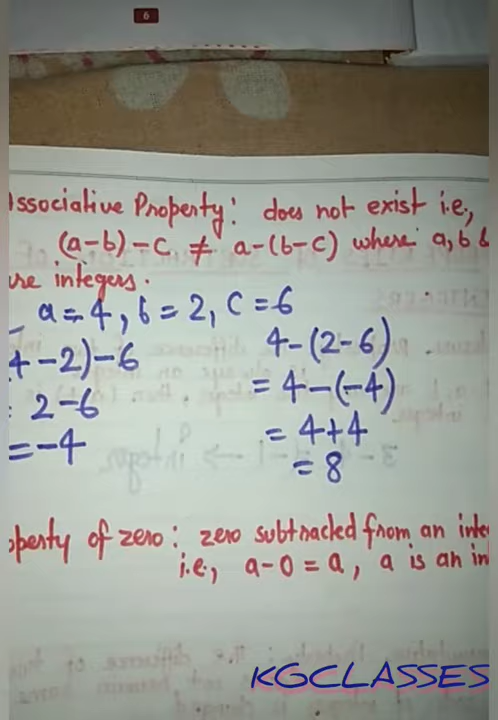 6
Associative Property: does not exist i.e.,
(a-b)-c ≠ a-(b-c) where a, b &
are integers.
a=4, b=2, c=6
4-2)-6
= 2-6
=-4
4-(2-6)
= 4-(-4)
= 4+4
= 8
operty of zero: zero subtracted from an inte
i.e., a-0=a, a is an in
KGCLASSES